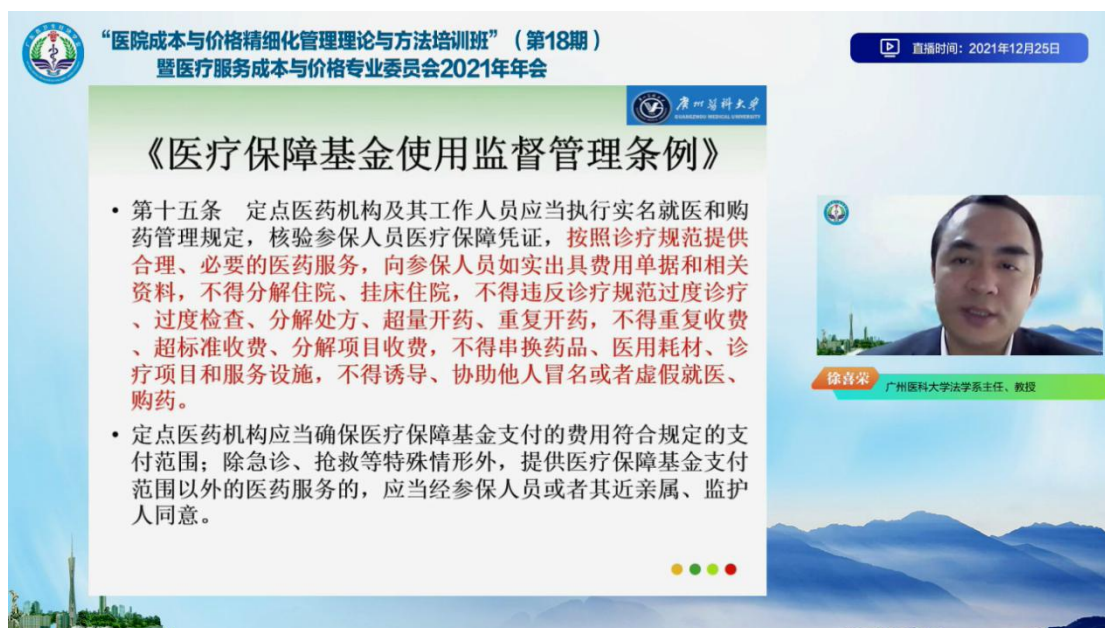 “医院成本与价格精细化管理理论与方法培训班”（第18期）
暨医疗服务成本与价格专业委员会2021年年会
直播时间：2021年12月25日
广州医科大学
GUANGZHOU MEDICAL UNIVERSITY
《医疗保障基金使用监督管理条例》
• 第十五条 定点医药机构及其工作人员应当执行实名就医和购
药管理规定，核验参保人员医疗保障凭证，按照诊疗规范提供
合理、必要的医药服务，向参保人员如实出具费用单据和相关
资料，不得分解住院、挂床住院，不得违反诊疗规范过度诊疗
、过度检查、分解处方、超量开药、重复开药，不得重复收费
、超标准收费、分解项目收费，不得串换药品、医用耗材、诊
疗项目和服务设施，不得诱导、协助他人冒名或者虚假就医、
购药。
• 定点医药机构应当确保医疗保障基金支付的费用符合规定的支
付范围；除急诊、抢救等特殊情形外，提供医疗保障基金支付
范围以外的医药服务的，应当经参保人员或者其近亲属、监护
人同意。
徐喜荣
广州医科大学法学系主任、教授